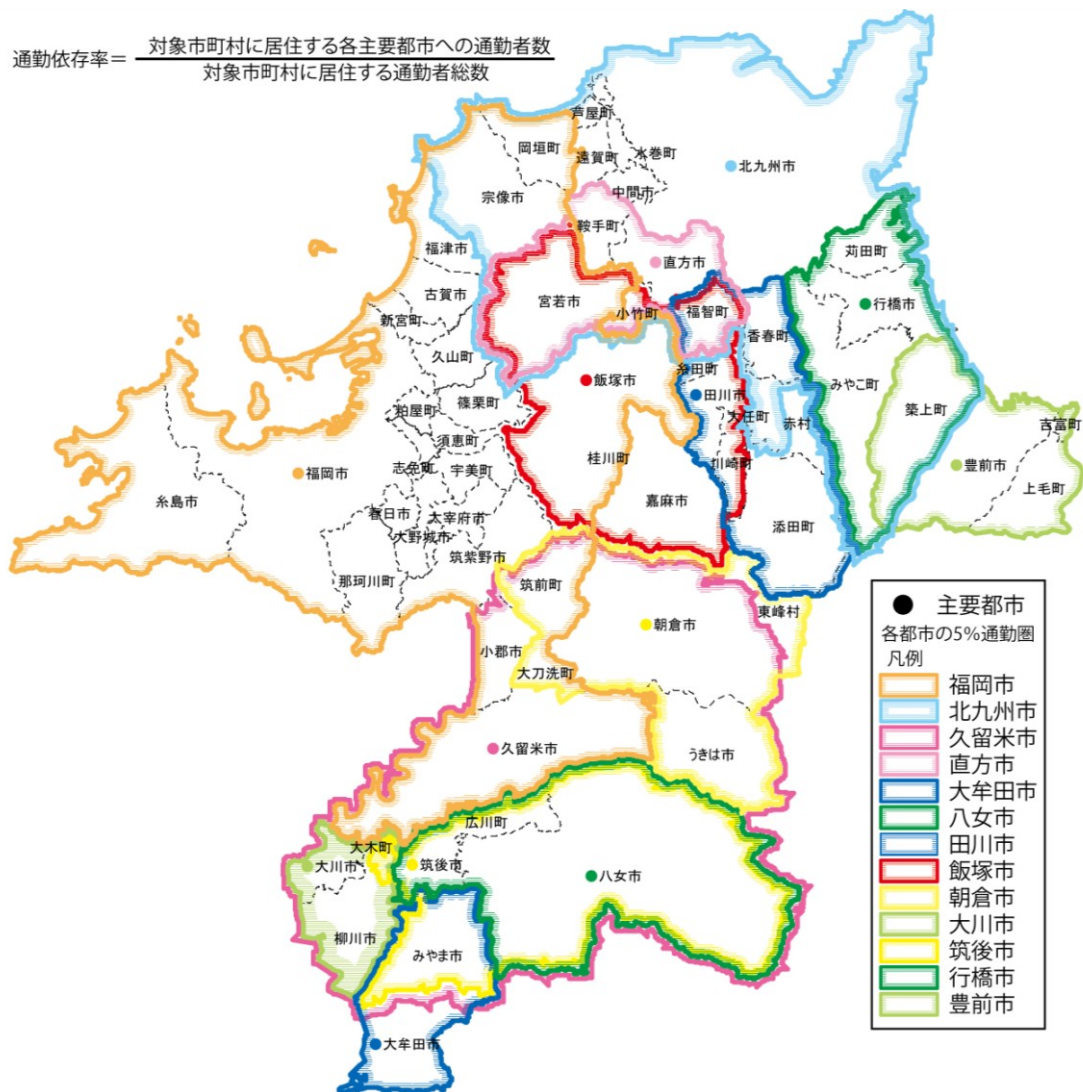 通勤依存率＝ 対象市町村に居住する各主要都市への通勤者数
対象市町村に居住する通勤者総数
芦屋町
岡垣町
遠賀町
水巻町
北九州市
宗像市
中間市
鞍手町
福津市
直方市
苅田町
古賀市
宮若市
小竹町
福智町
行橋市
新宮町
香春町
久山町
糸田町
飯塚市
田川市
みやこ町
篠栗町
大任町
赤村
築上町
粕屋町
吉富町
須恵町
川崎町
桂川町
豊前市
福岡市
志免町
宇美町
上毛町
糸島市
嘉麻市
春日市
太宰府市
添田町
大野城市
筑紫野市
那珂川町
筑前町
東峰村
朝倉市
小郡市
大刀洗町
久留米市
うきは市
広川町
大木町
大川市
筑後市
八女市
柳川市
みやま市
大牟田市
主要都市
各都市の5%通勤圏
凡例
福岡市
北九州市
久留米市
直方市
大牟田市
八女市
田川市
飯塚市
朝倉市
大川市
筑後市
行橋市
豊前市